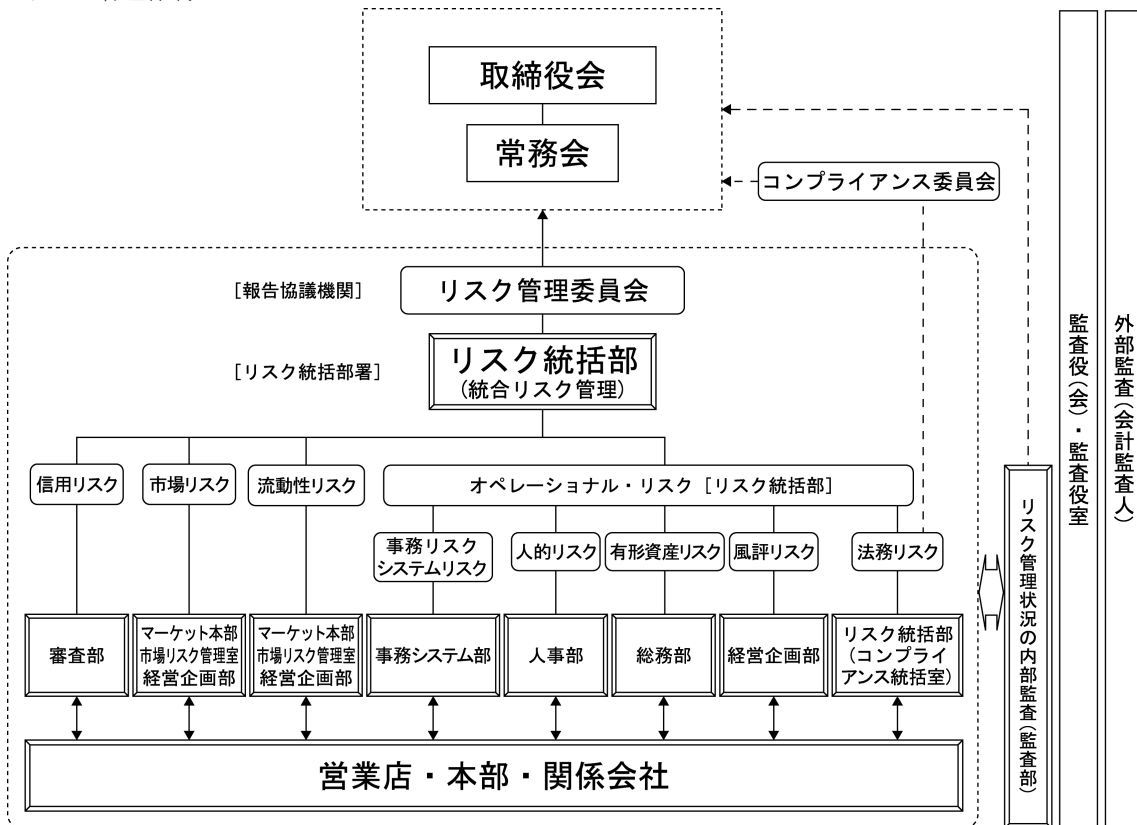 取締役会
常務会
コンプライアンス委員会
[報告協議機関]
リスク管理委員会
[リスク統括部署]
リスク統括部
(統合リスク管理)
信用リスク
市場リスク
流動性リスク
オペレーショナル・リスク [リスク統括部]
事務リスク
システムリスク
人的リスク
有形資産リスク
風評リスク
法務リスク
審査部
マーケット本部
市場リスク管理室
経営企画部
マーケット本部
市場リスク管理室
経営企画部
事務システム部
人事部
総務部
経営企画部
リスク統括部
(コンプライ
アンス統括室)
営業店・本部・関係会社
リスク管理状況の内部監査(監査部)
監査役(会)・監査役室
外部監査(会計監査人)